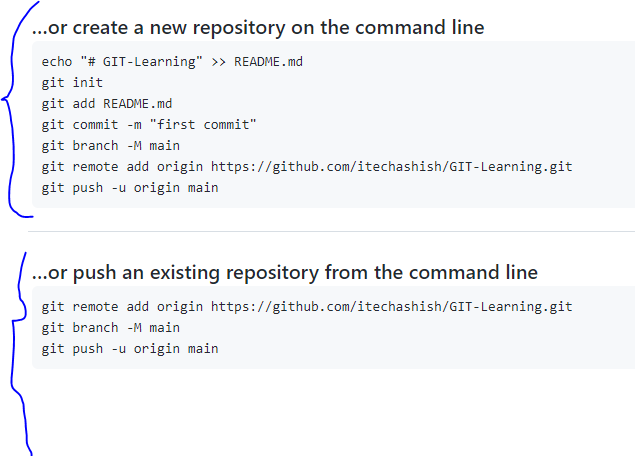 …or create a new repository on the command line
echo "# GIT-Learning" >> README.md
git init
git add README.md
git commit -m "first commit"
git branch -M main
git remote add origin https://github.com/itechashish/GIT-Learning.git
git push -u origin main
…or push an existing repository from the command line
git remote add origin https://github.com/itechashish/GIT-Learning.git
git branch -M main
git push -u origin main